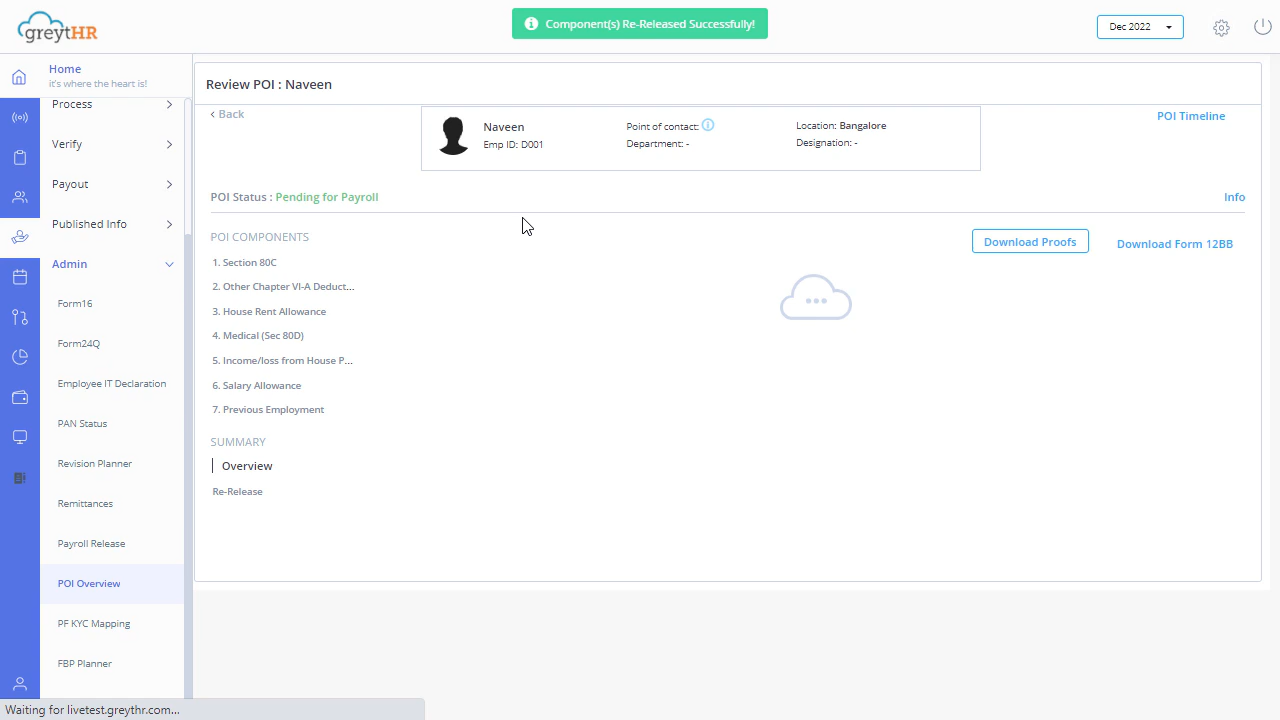 greytHR
Component(s) Re-Released Successfully!
Dec 2022
Home
it's where the heart is!
Process
Verify
Payout
Published Info
Admin
Form16
Form24Q
Employee IT Declaration
PAN Status
Revision Planner
Remittances
Payroll Release
POI Overview
PF KYC Mapping
FBP Planner
Review POI : Naveen
Back
POI Timeline
Naveen
Emp ID: D001
Point of contact:
Department: -
Location: Bangalore
Designation: -
POI Status : Pending for Payroll
Info
POI COMPONENTS
Download Proofs
Download Form 12BB
1. Section 80C
2. Other Chapter VI-A Deduct...
3. House Rent Allowance
4. Medical (Sec 80D)
5. Income/loss from House P...
6. Salary Allowance
7. Previous Employment
SUMMARY
Overview
Re-Release
Waiting for livetest.greythr.com...